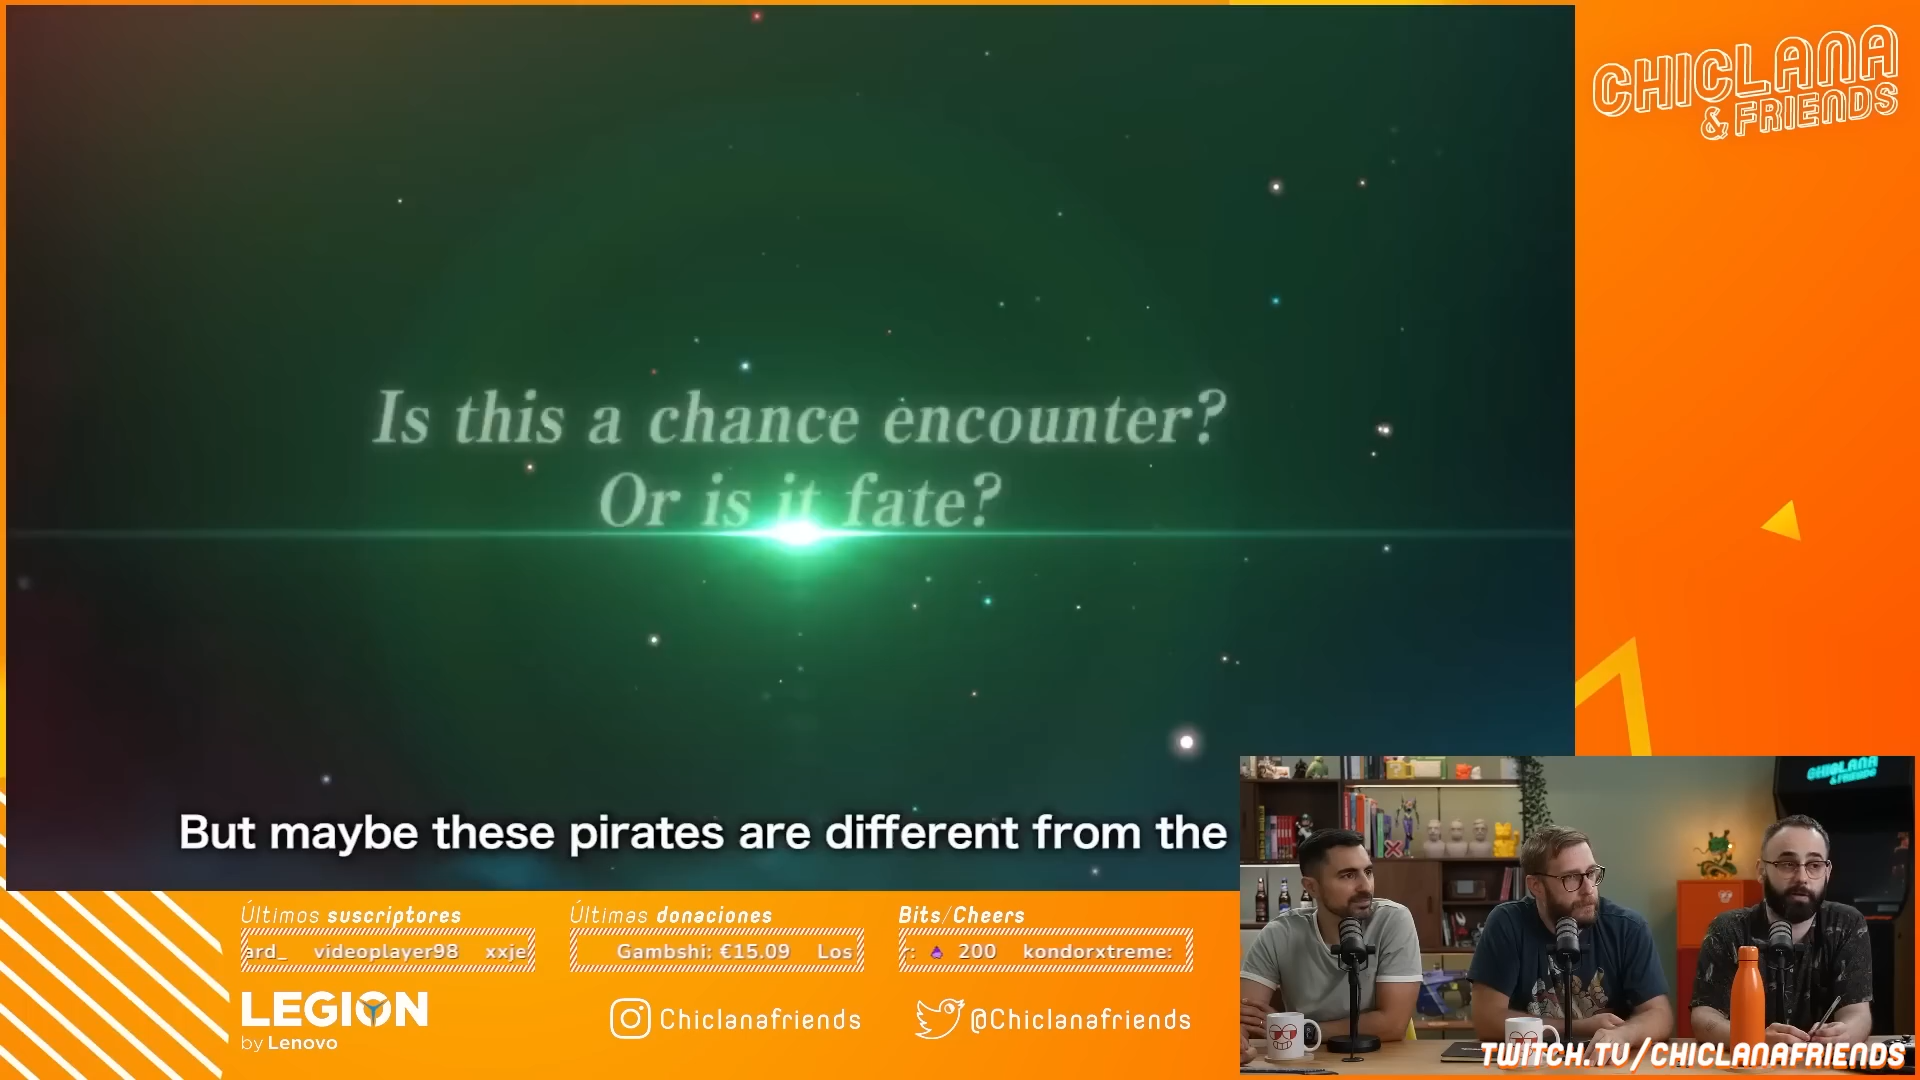 CHICLANA
& FRIENDS
Is this a chance encounter?
Or is it fate?
But maybe these pirates are different from the
CHICLANA
& FRIENDS
Últimos suscriptores
ard_ videoplayer98 xxje
Últimas donaciones
Gambshi: €15.09 Los
Bits/Cheers
r: 200 kondorxtreme:
LEGION
by Lenovo
Chiclanafriends
@Chiclanafriends
TWITCH.TV/CHICLANAFRIENDS